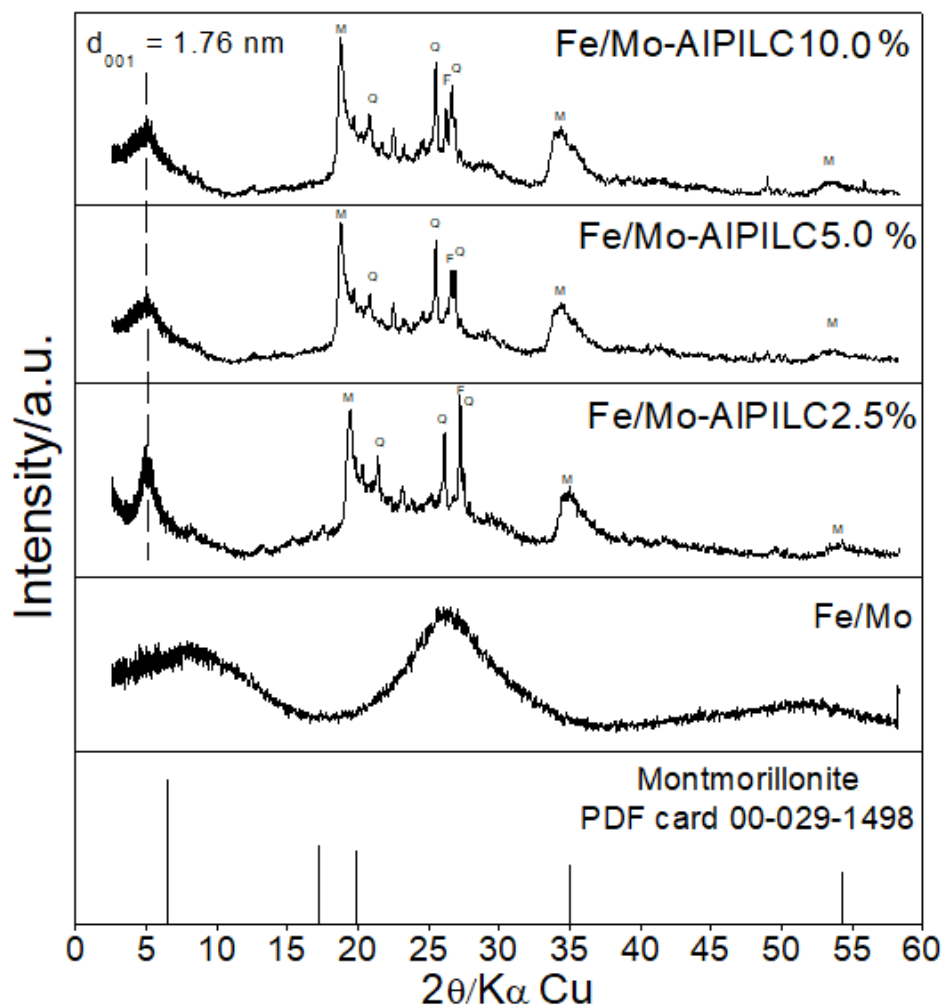 d001 = 1.76 nm
Fe/Mo-AlPILC10.0 %
M
Q
Q
F
Q
M
M
Fe/Mo-AlPILC5.0 %
M
Q
Q
F
Q
M
M
Fe/Mo-AlPILC2.5%
M
Q
Q
F
Q
M
M
Fe/Mo
Montmorillonite
PDF card 00-029-1498
Intensity/a.u.
0 5 10 15 20 25 30 35 40 45 50 55 60
2θ/Kα Cu